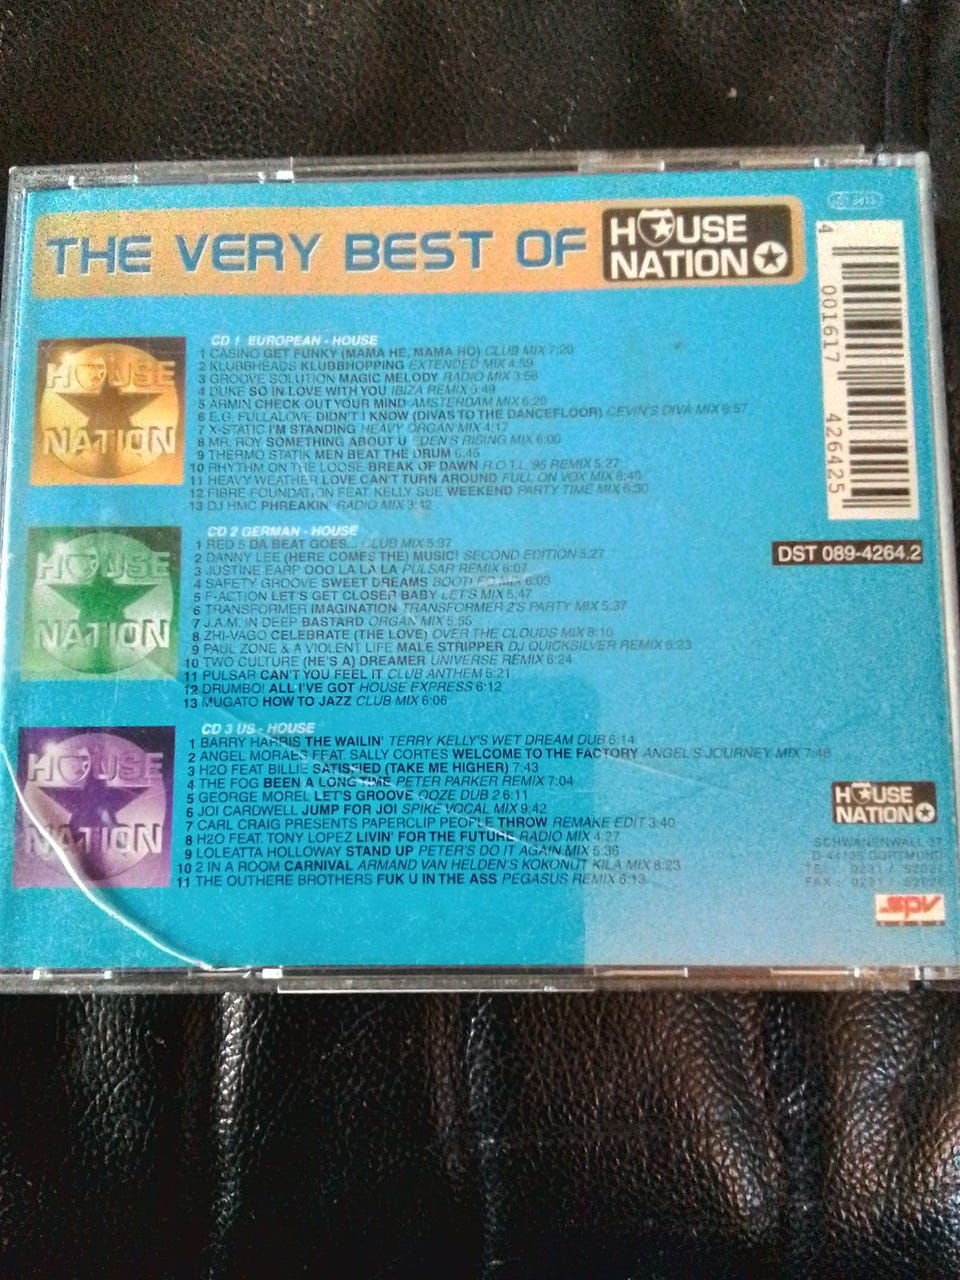 THE VERY BEST OF HOUSE NATION
CD 1 EUROPEAN - HOUSE
1 CASINO GET FUNKY (MAMA HE, MAMA HO) CLUB MIX 7:20
2 KLUBBHEADS KLUBBHOPPING EXTENDED MIX 4:59
3 GROOVE SOLUTION MAGIC MELODY RADIO MIX 3:58
4 DUKE SO IN LOVE WITH YOU IBIZA REMIX 5:49
5 ARMIN CHECK OUT YOUR MIND AMSTERDAM MIX 6:20
6 E.G. FULLALOVE DIDN'T I KNOW (DIVAS TO THE DANCEFLOOR) CEVIN'S DIVA MIX 6:57
7 X-STATIC I'M STANDING HEAVY ORGAN MIX 4:17
8 MR. ROY SOMETHING ABOUT U EDEN'S RISING MIX 6:00
9 THERMO STATIK MEN BEAT THE DRUM 6:45
10 RHYTHM ON THE LOOSE BREAK OF DAWN R.O.T.L. '95 REMIX 5:27
11 HEAVY WEATHER LOVE CAN'T TURN AROUND FULL ON VOX MIX 8:40
12 FIBRE FOUNDATION FEAT. KELLY SUE WEEKEND PARTY TIME MIX 6:30
13 DJ HMC PHREAKIN' RADIO MIX 3:42
HOUSE NATION
CD 2 GERMAN - HOUSE
1 RED 5 DA BEAT GOES... CLUB MIX 5:37
2 DANNY LEE (HERE COMES THE) MUSIC! SECOND EDITION 5:27
3 JUSTINE EARP OOO LA LA LA PULSAR REMIX 6:07
4 SAFETY GROOVE SWEET DREAMS BOOTLEG MIX 6:03
5 F-ACTION LET'S GET CLOSER BABY LET'S MIX 5:47
6 TRANSFORMER IMAGINATION TRANSFORMER 2'S PARTY MIX 5:37
7 J.A.M. IN DEEP BASTARD ORGAN MIX 5:55
8 ZHI-VAGO CELEBRATE (THE LOVE) OVER THE CLOUDS MIX 8:10
9 PAUL ZONE & A VIOLENT LIFE MALE STRIPPER DJ QUICKSILVER REMIX 6:23
10 TWO CULTURE (HE'S A) DREAMER UNIVERSE REMIX 6:24
11 PULSAR CAN'T YOU FEEL IT CLUB ANTHEM 5:21
12 DRUMBO! ALL I'VE GOT HOUSE EXPRESS 6:12
13 MUGATO HOW TO JAZZ CLUB MIX 6:06
HOUSE NATION
CD 3 US - HOUSE
1 BARRY HARRIS THE WAILIN' TERRY KELLY'S WET DREAM DUB 6:14
2 ANGEL MORAES FEAT. SALLY CORTES WELCOME TO THE FACTORY ANGEL'S JOURNEY MIX 7:48
3 H2O FEAT BILLIE SATISFIED (TAKE ME HIGHER) 7:43
4 THE FOG BEEN A LONG TIME PETER PARKER REMIX 7:04
5 GEORGE MOREL LET'S GROOVE OOZE DUB 2 6:11
6 JOI CARDWELL JUMP FOR JOI SPIKE VOCAL MIX 9:42
7 CARL CRAIG PRESENTS PAPERCLIP PEOPLE THROW REMAKE EDIT 3:40
8 H2O FEAT. TONY LOPEZ LIVIN' FOR THE FUTURE RADIO MIX 4:27
9 LOLEATTA HOLLOWAY STAND UP PETER'S DO IT AGAIN MIX 5:36
10 2 IN A ROOM CARNIVAL ARMAND VAN HELDEN'S KOKONUT KILA MIX 8:23
11 THE OUTHERE BROTHERS FUK U IN THE ASS PEGASUS REMIX 6:13
HOUSE NATION
4 001617 426425
DST 089-4264.2
HOUSE NATION
SCHWANENWALL 37
D-44135 DORTMUND
spv